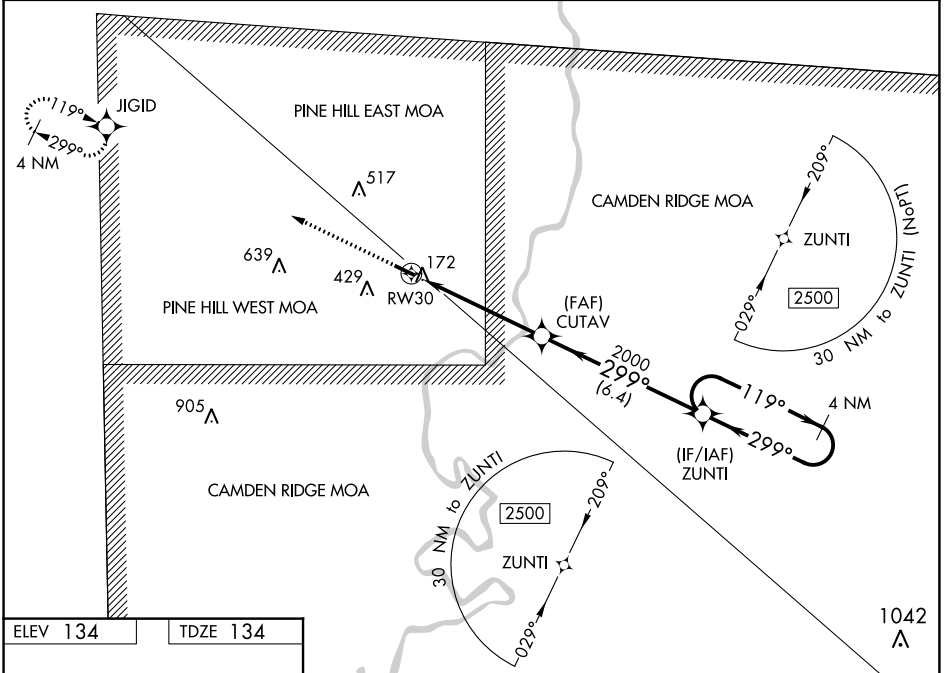 JIGID
119°
299°
4 NM
PINE HILL EAST MOA
517
CAMDEN RIDGE MOA
209°
ZUNTI
2500
029°
30 NM to ZUNTI (NoPT)
639
429
172
RW30
PINE HILL WEST MOA
(FAF)
CUTAV
2000
299°
(6.4)
119°
4 NM
299°
(IF/IAF)
ZUNTI
905
CAMDEN RIDGE MOA
30 NM to ZUNTI
2500
209°
ZUNTI
029°
1042
ELEV 134
TDZE 134